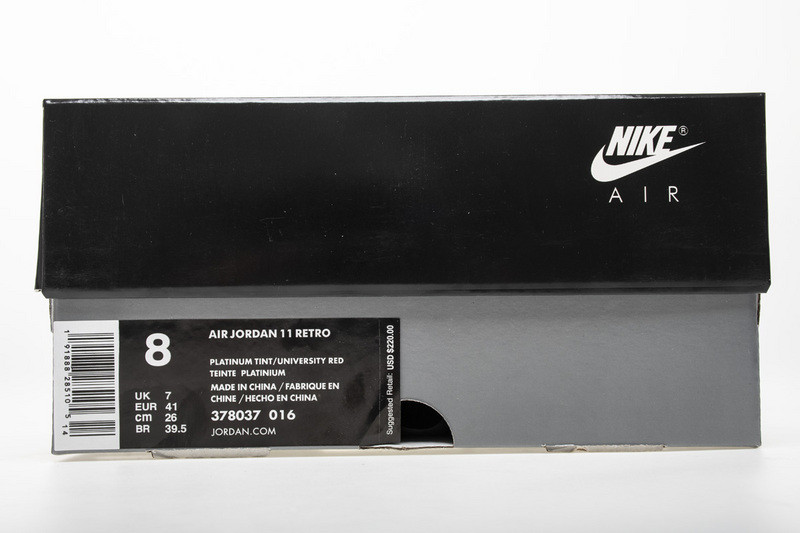 NIKE®
AIR
8
AIR JORDAN 11 RETRO
PLATINUM TINT/UNIVERSITY RED
TEINTE PLATINIUM
MADE IN CHINA / FABRIQUE EN
CHINE / HECHO EN CHINA
378037 016
JORDAN.COM
UK 7
EUR 41
cm 26
BR 39.5
Suggested Retail: USD $220.00
1 91888 28510 5 14